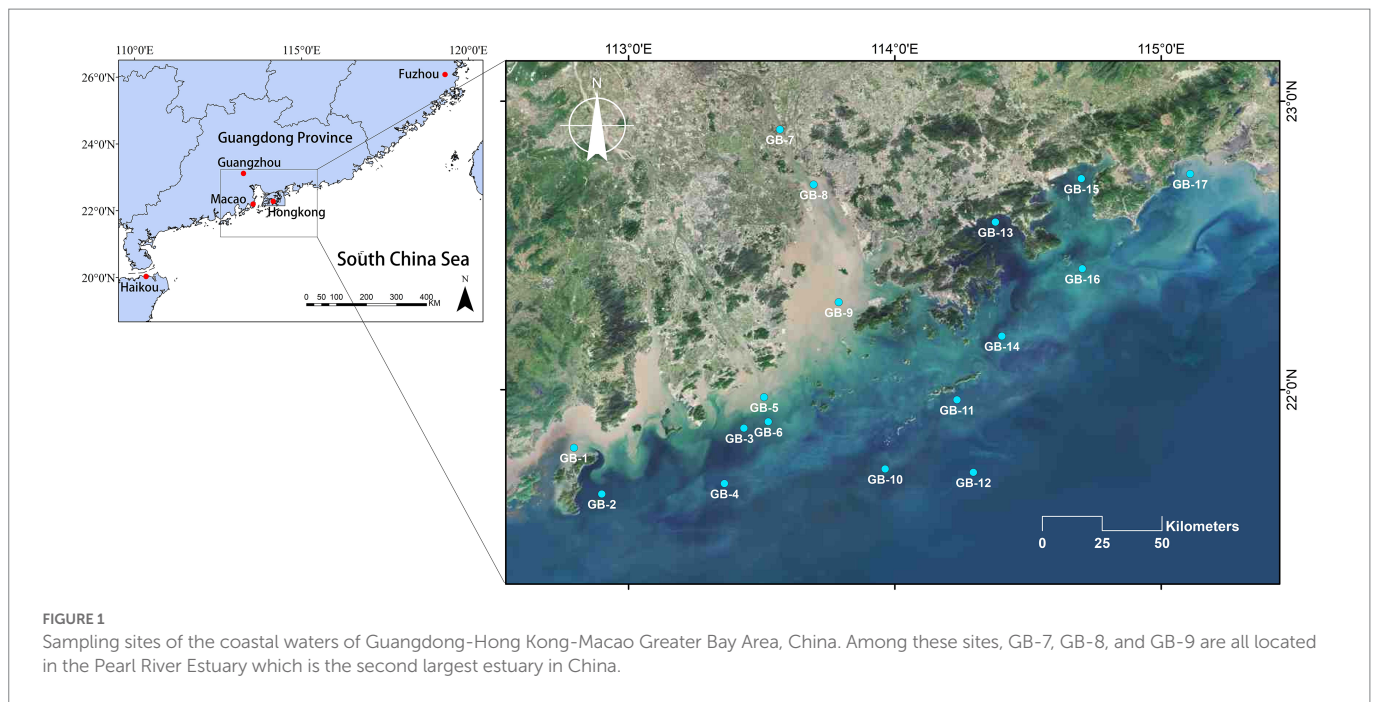 110°0'E 115°0'E 120°0'E
26°0'N
24°0'N
22°0'N
20°0'N
Fuzhou
Guangdong Province
Guangzhou
Macao
Hongkong
South China Sea
Haikou
N
0 50 100 200 300 400
KM
113°0'E 114°0'E 115°0'E
23°0'N
22°0'N
N
GB-7
GB-8
GB-15
GB-17
GB-13
GB-16
GB-9
GB-14
GB-5
GB-11
GB-3
GB-6
GB-1
GB-10
GB-12
GB-4
GB-2
Kilometers
0 25 50
FIGURE 1
Sampling sites of the coastal waters of Guangdong-Hong Kong-Macao Greater Bay Area, China. Among these sites, GB-7, GB-8, and GB-9 are all located
in the Pearl River Estuary which is the second largest estuary in China.